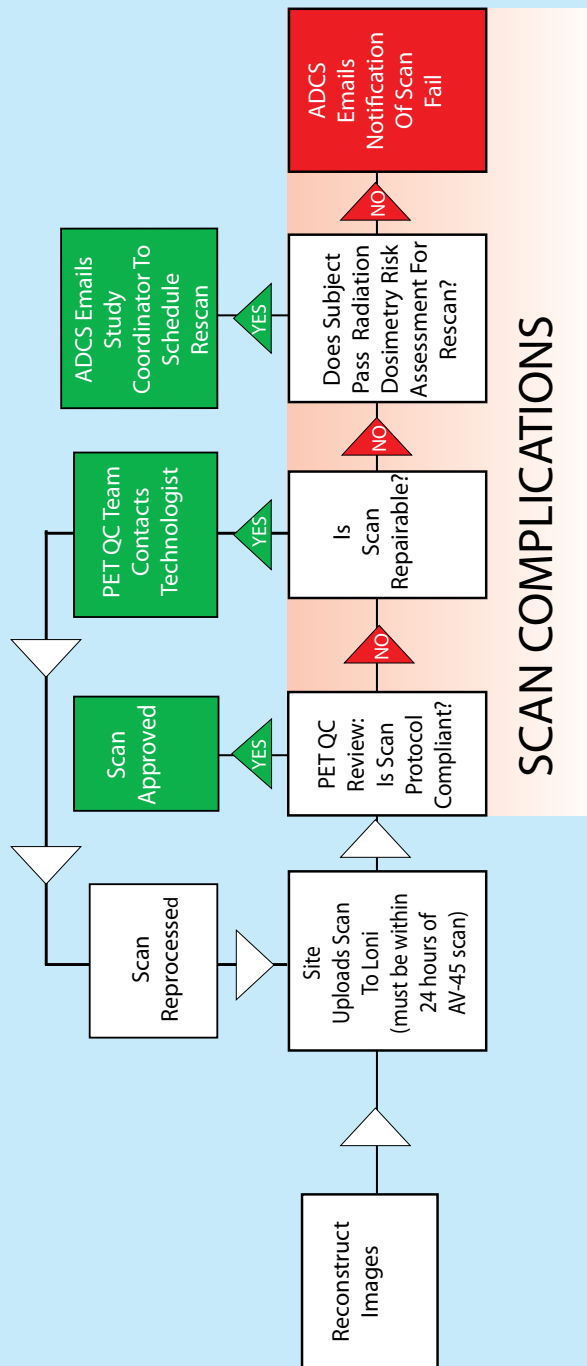 Reconstruct
Images
Scan
Reprocessed
Site
Uploads Scan
To Loni
(must be within
24 hours of
AV-45 scan)
Scan
Approved
YES
PET QC
Review:
Is Scan
Protocol
Compliant?
NO
PET QC Team
Contacts
Technologist
YES
Is
Scan
Repairable?
NO
ADCS Emails
Study
Coordinator To
Schedule
Rescan
YES
Does Subject
Pass Radiation
Dosimetry Risk
Assessment For
Rescan?
NO
ADCS
Emails
Notification
Of Scan
Fail
SCAN COMPLICATIONS